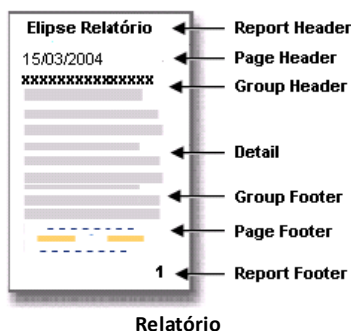 Elipse Relatório
Report Header
15/03/2004
Page Header
xxxxxxxxxxxxxxxxx
Group Header
Detail
Group Footer
Page Footer
1
Report Footer
Relatório